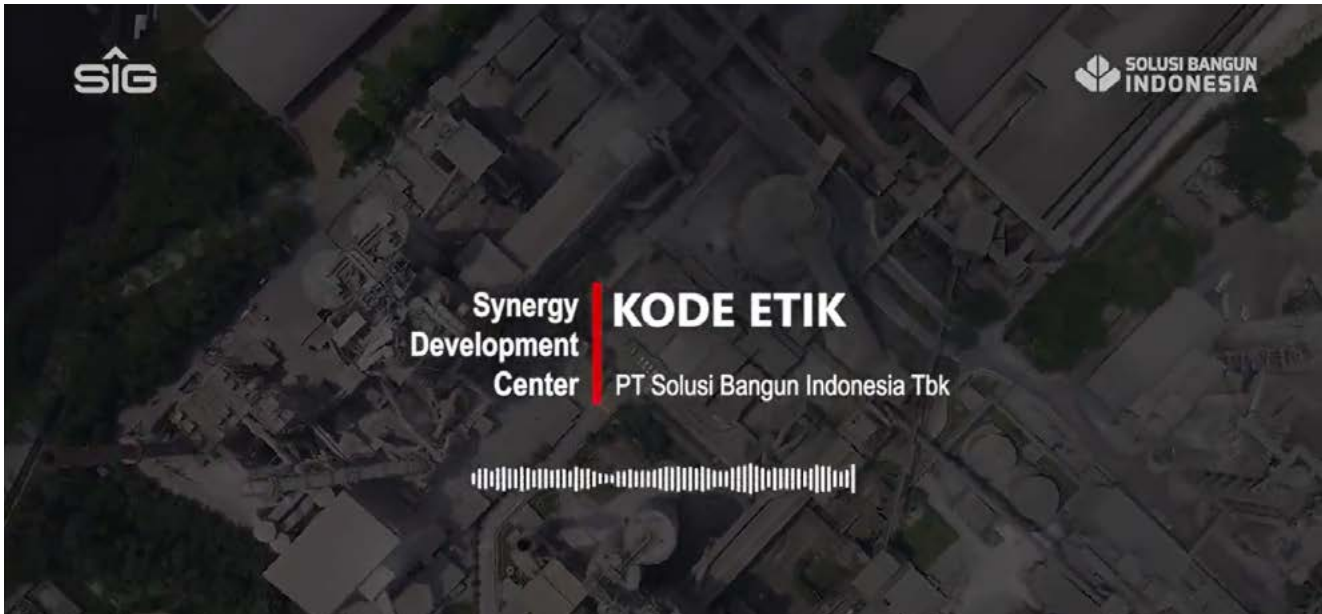 SIG
SOLUSI BANGUN
INDONESIA
Synergy
Development
Center
KODE ETIK
PT Solusi Bangun Indonesia Tbk